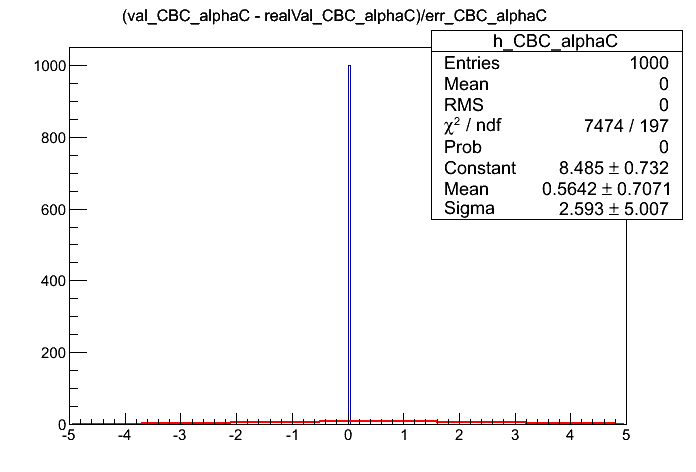 (val_CBC_alphaC - realVal_CBC_alphaC)/err_CBC_alphaC
h_CBC_alphaC
Entries 1000
Mean 0
RMS 0
χ² / ndf 7474 / 197
Prob 0
Constant 8.485 ± 0.732
Mean 0.5642 ± 0.7071
Sigma 2.593 ± 5.007
1000
800
600
400
200
0
-5 -4 -3 -2 -1 0 1 2 3 4 5